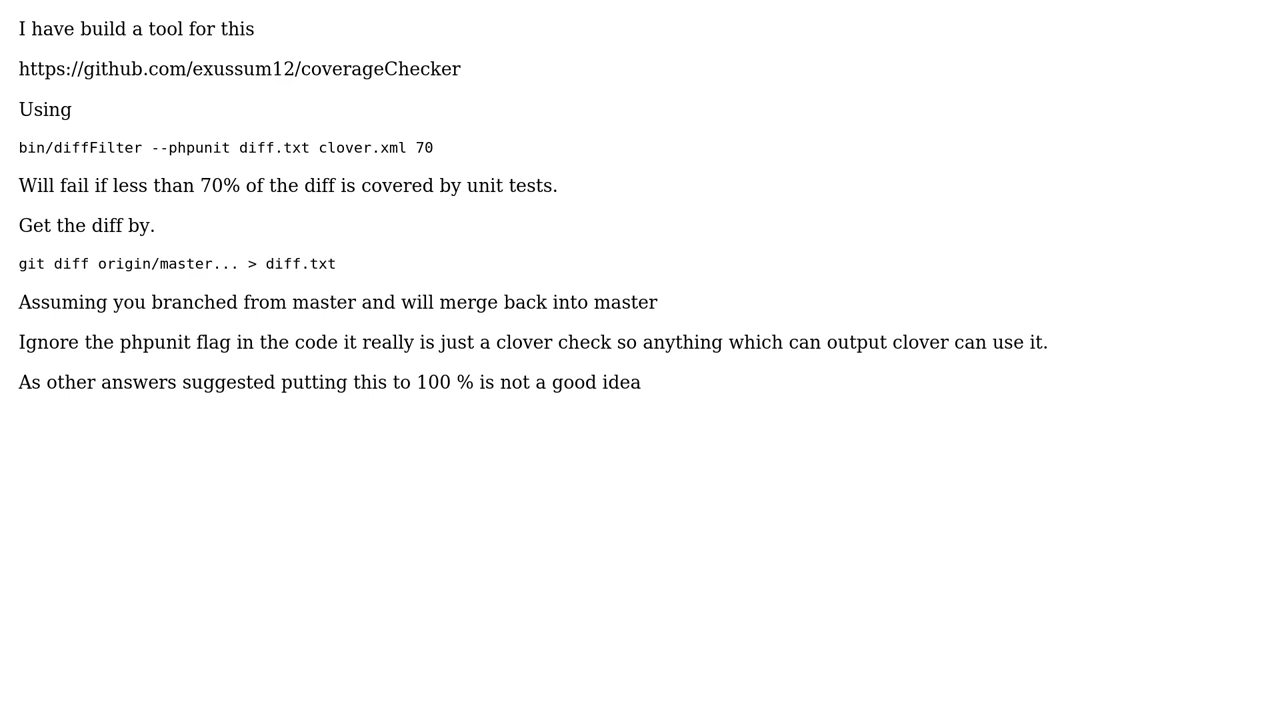 I have build a tool for this
https://github.com/exussum12/coverageChecker
Using
bin/diffFilter --phpunit diff.txt clover.xml 70
Will fail if less than 70% of the diff is covered by unit tests.
Get the diff by.
git diff origin/master... > diff.txt
Assuming you branched from master and will merge back into master
Ignore the phpunit flag in the code it really is just a clover check so anything which can output clover can use it.
As other answers suggested putting this to 100 % is not a good idea